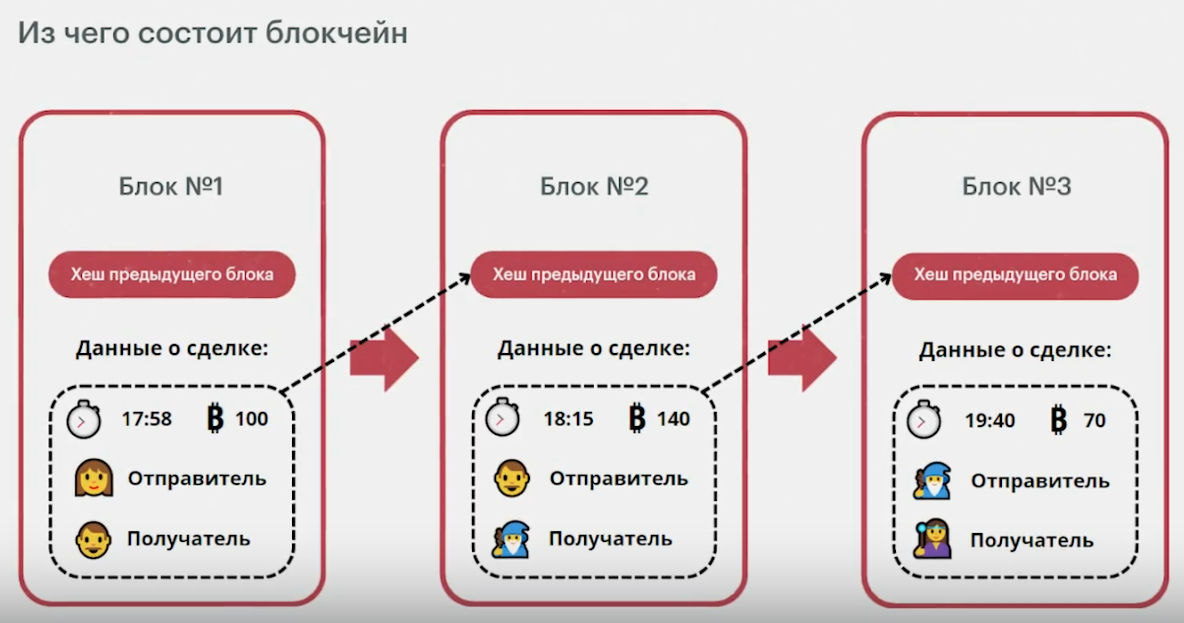 Из чего состоит блокчейн
Блок №1
Хеш предыдущего блока
Данные о сделке:
17:58 ₿ 100
Отправитель
Получатель
Блок №2
Хеш предыдущего блока
Данные о сделке:
18:15 ₿ 140
Отправитель
Получатель
Блок №3
Хеш предыдущего блока
Данные о сделке:
19:40 ₿ 70
Отправитель
Получатель